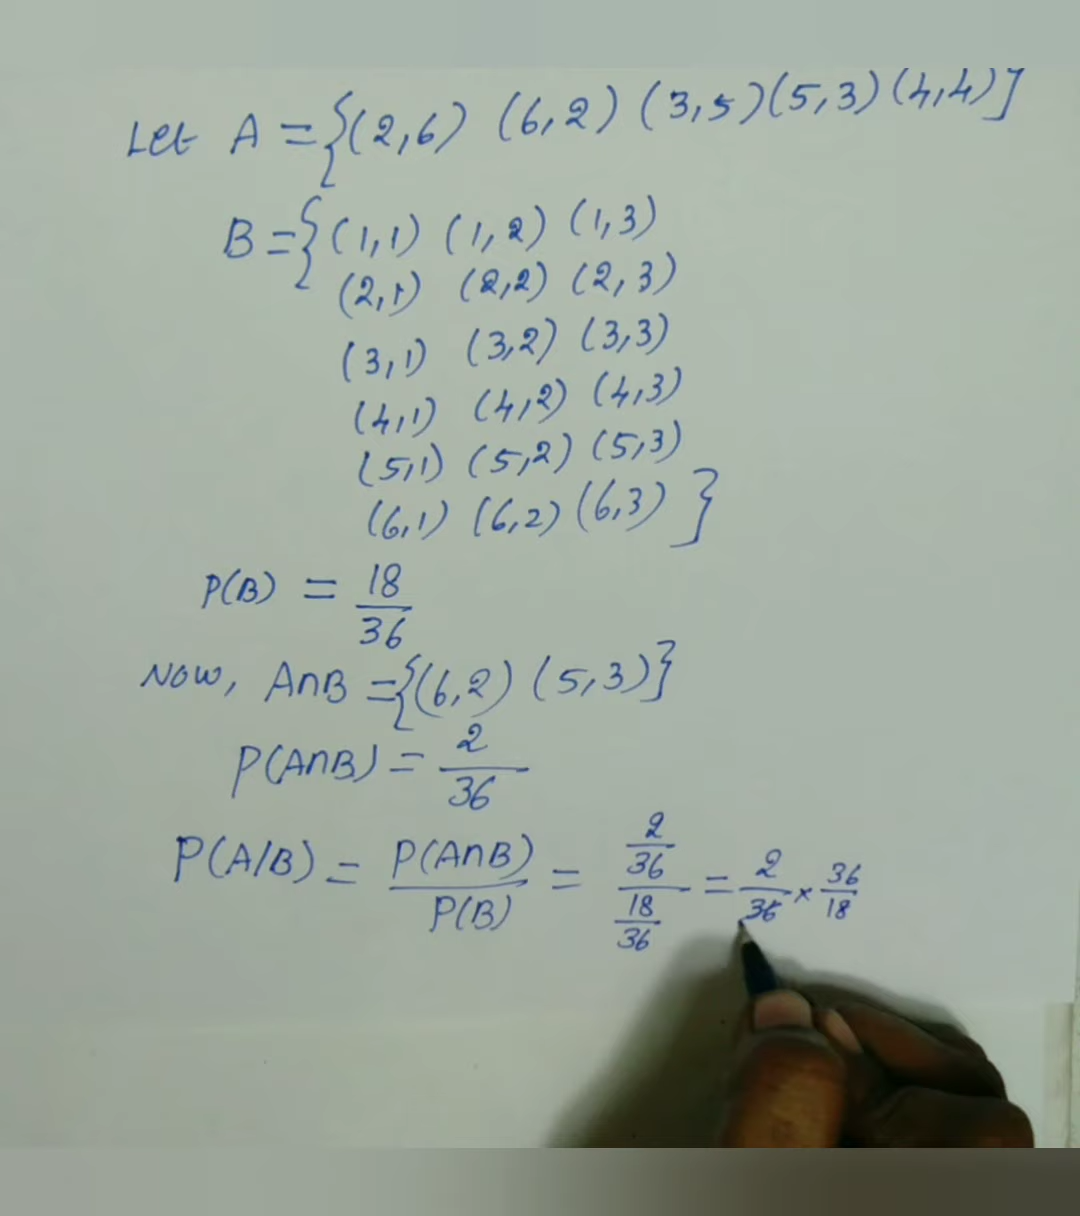 Let A = {(2,6) (6,2) (3,5) (5,3) (4,4)}
B = { (1,1) (1,2) (1,3)
(2,1) (2,2) (2,3)
(3,1) (3,2) (3,3)
(4,1) (4,2) (4,3)
(5,1) (5,2) (5,3)
(6,1) (6,2) (6,3) }
P(B) = 18/36
Now, A∩B = {(6,2) (5,3)}
P(A∩B) = 2/36
P(A/B) = P(A∩B)/P(B) = (2/36)/(18/36) = 2/36 × 36/18